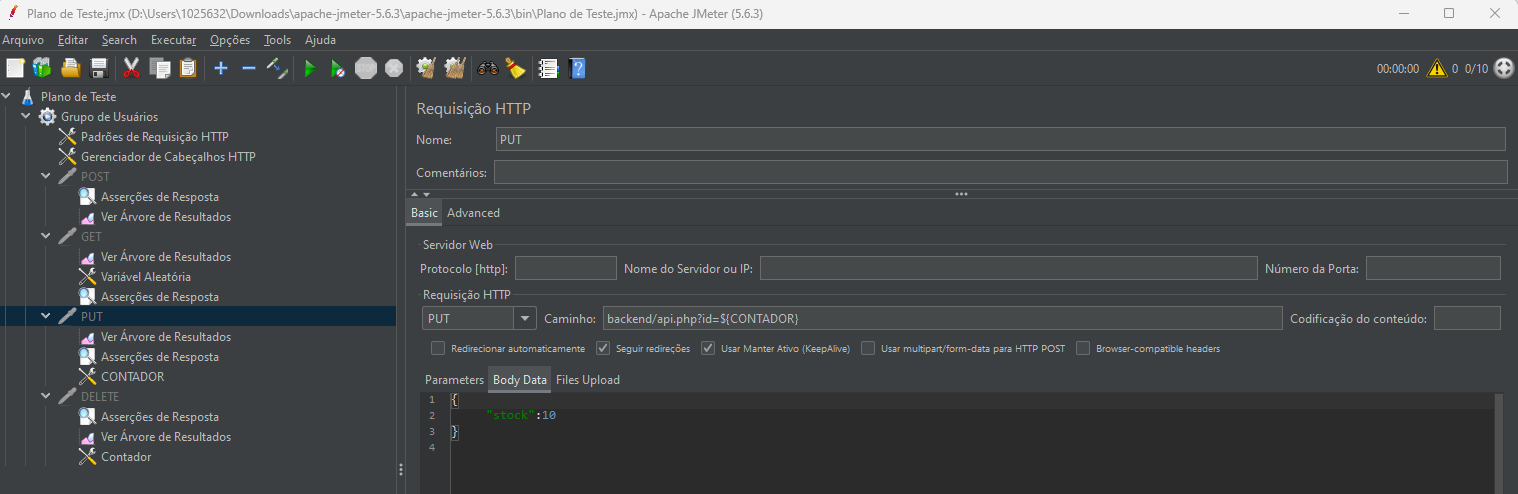 Plano de Teste.jmx (D:\Users\1025632\Downloads\apache-jmeter-5.6.3\apache-jmeter-5.6.3\bin\Plano de Teste.jmx) - Apache JMeter (5.6.3)
Arquivo Editar Search Executar Opções Tools Ajuda
STOP 00:00:00 0 0/10
Plano de Teste
Grupo de Usuários
Padrões de Requisição HTTP
Gerenciador de Cabeçalhos HTTP
POST
Asserções de Resposta
Ver Árvore de Resultados
GET
Ver Árvore de Resultados
Variável Aleatória
Asserções de Resposta
PUT
Ver Árvore de Resultados
Asserções de Resposta
CONTADOR
DELETE
Asserções de Resposta
Ver Árvore de Resultados
Contador
Requisição HTTP
Nome: PUT
Comentários:
Basic Advanced
Servidor Web
Protocolo [http]: Nome do Servidor ou IP: Número da Porta:
Requisição HTTP
PUT Caminho: backend/api.php?id=${CONTADOR} Codificação do conteúdo:
Redirecionar automaticamente Seguir redireções Usar Manter Ativo (KeepAlive) Usar multipart/form-data para HTTP POST Browser-compatible headers
Parameters Body Data Files Upload
1 {
2 "stock":10
3 }
4